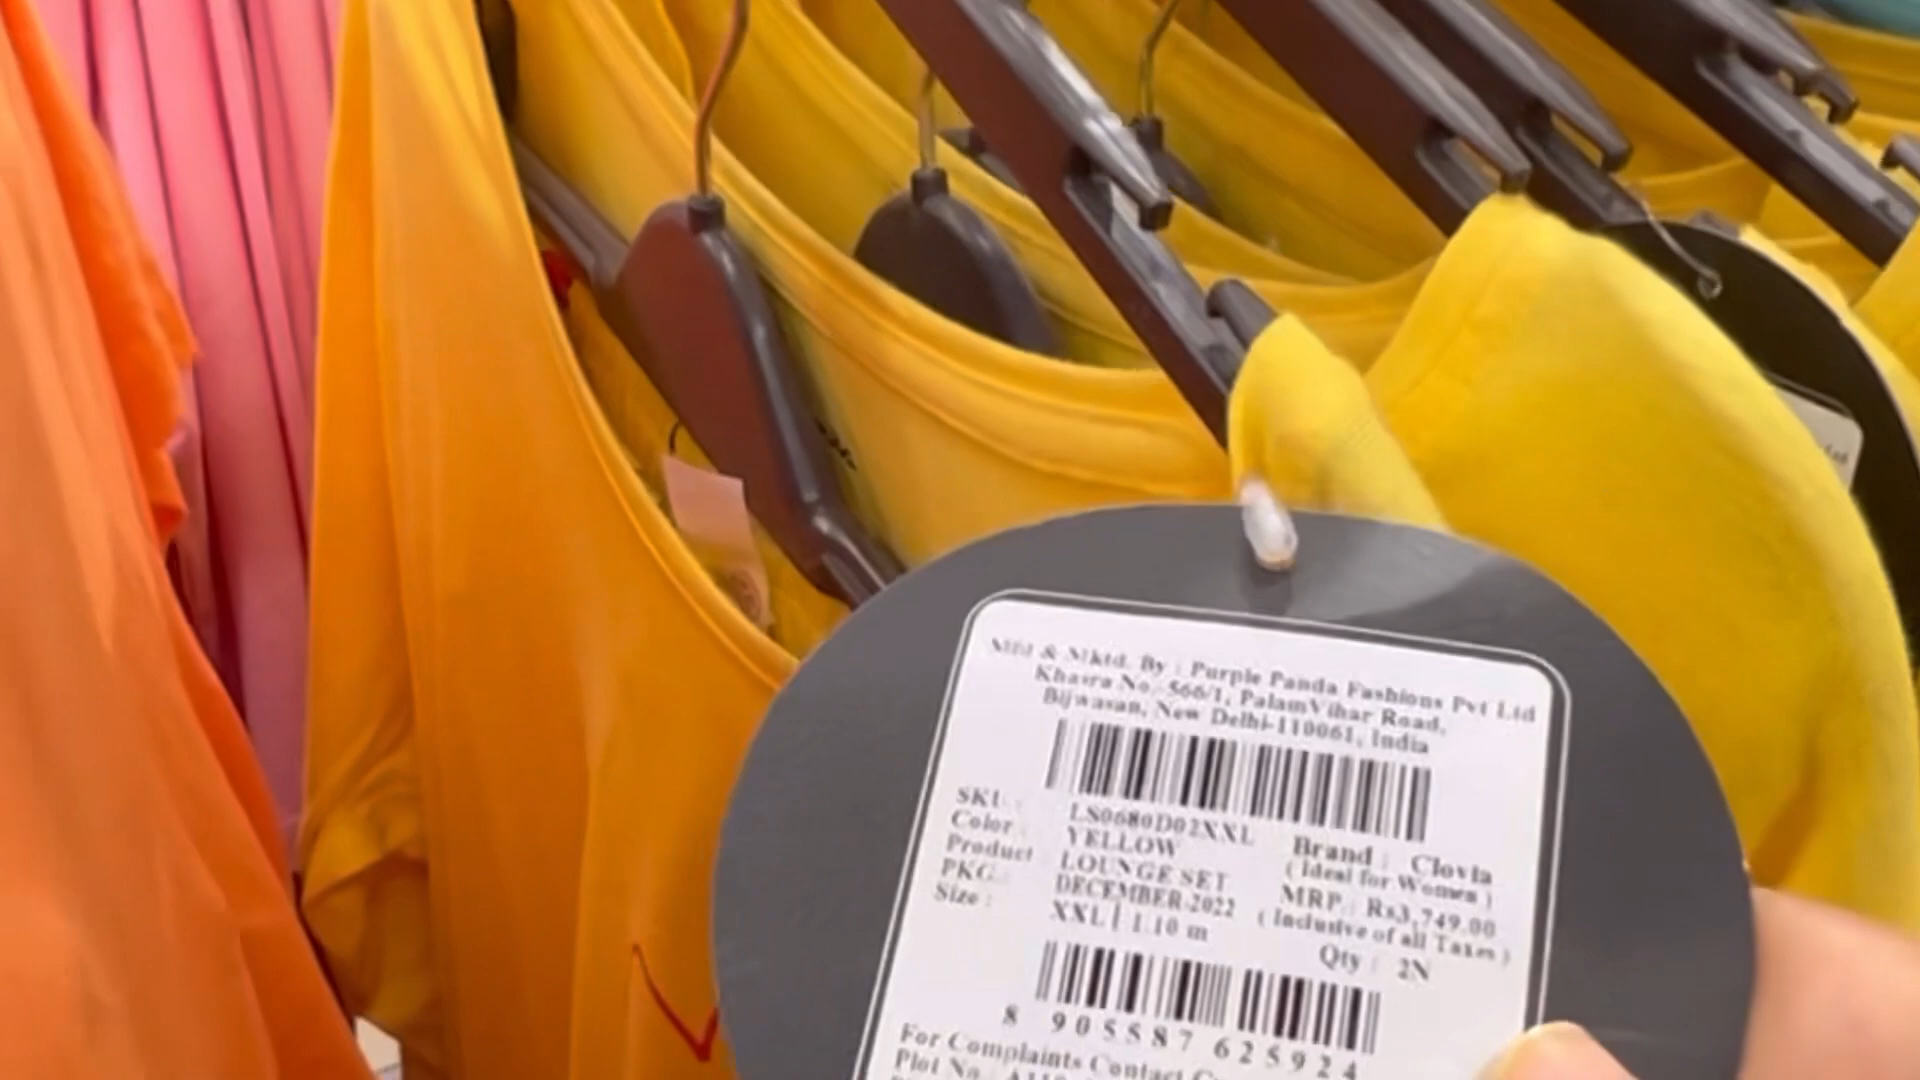 Mfd & Mktd. By : Purple Panda Fashions Pvt Ltd
Khasra No. 566/1, PalamVihar Road,
Bijwasan, New Delhi-110061, India
SKU : LS0680D02XXL
Color : YELLOW Brand : Clovia
Product LOUNGE SET ( Ideal for Women )
PKG : DECEMBER-2022 MRP : Rs3,749.00
Size : XXL | 1.10 m ( Inclusive of all Taxes )
Qty : 2N
8 905587 625924
For Complaints Contact
Plot No